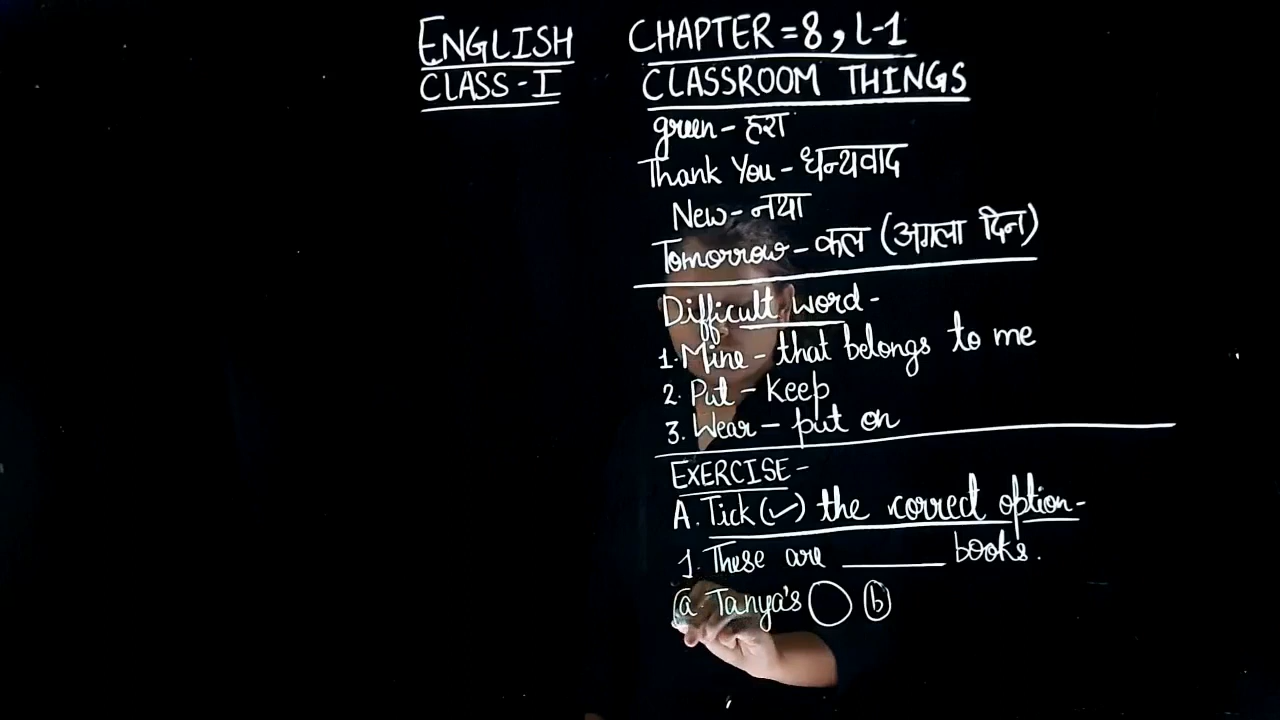 ENGLISH CHAPTER=8, L-1
CLASS-I CLASSROOM THINGS
green - हरा
Thank You - धन्यवाद
New - नया
Tomorrow - कल (अगला दिन)
Difficult word -
1. Mine - that belongs to me
2. Put - Keep
3. Wear - put on
EXERCISE -
A. Tick (✓) the correct option -
1. These are ______ books.
(a. Tanya's ◯ (b)